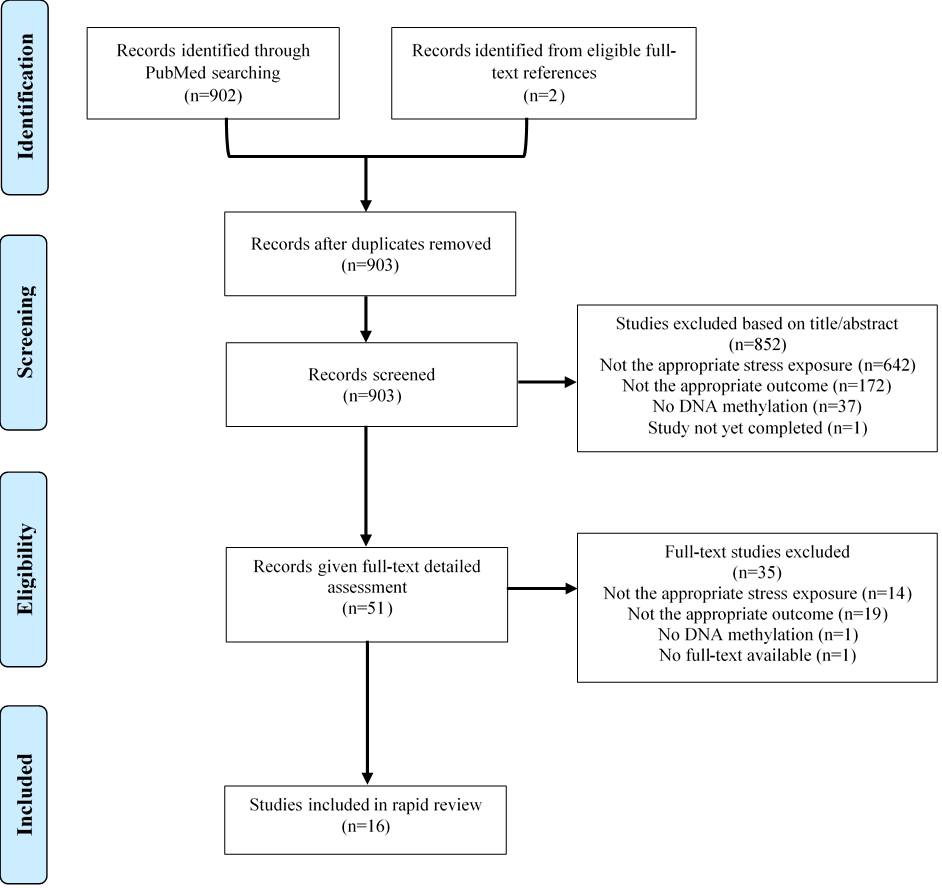 Identification
Records identified through
PubMed searching
(n=902)
Records identified from eligible full-
text references
(n=2)
Screening
Records after duplicates removed
(n=903)
Records screened
(n=903)
Studies excluded based on title/abstract
(n=852)
Not the appropriate stress exposure (n=642)
Not the appropriate outcome (n=172)
No DNA methylation (n=37)
Study not yet completed (n=1)
Eligibility
Records given full-text detailed
assessment
(n=51)
Full-text studies excluded
(n=35)
Not the appropriate stress exposure (n=14)
Not the appropriate outcome (n=19)
No DNA methylation (n=1)
No full-text available (n=1)
Included
Studies included in rapid review
(n=16)